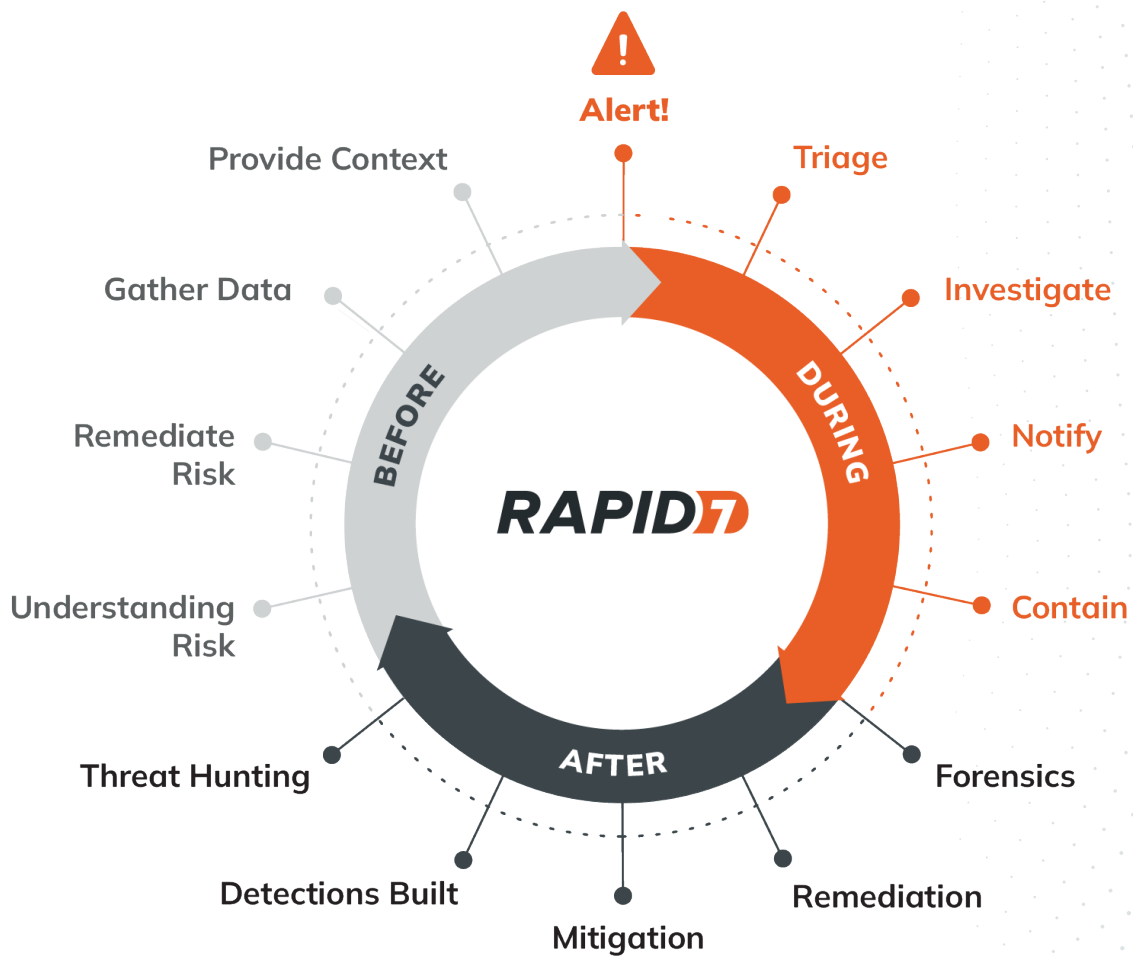 Alert!
Triage
Investigate
Notify
Contain
Forensics
Remediation
Mitigation
Detections Built
Threat Hunting
Understanding
Risk
Remediate
Risk
Gather Data
Provide Context
BEFORE
DURING
AFTER
RAPID7